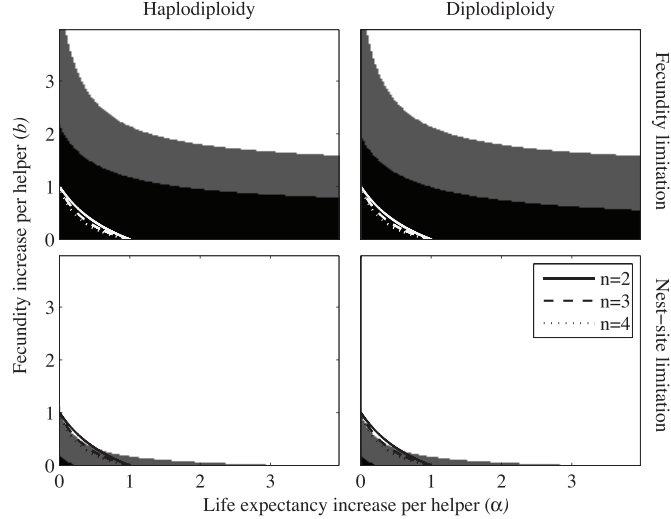 Haplodiploidy
Diplodiploidy
3
2
1
0
Fecundity limitation
Fecundity increase per helper (b)
3
2
1
0
n=2
n=3
n=4
Nest-site limitation
0 1 2 3
0 1 2 3
Life expectancy increase per helper (α)